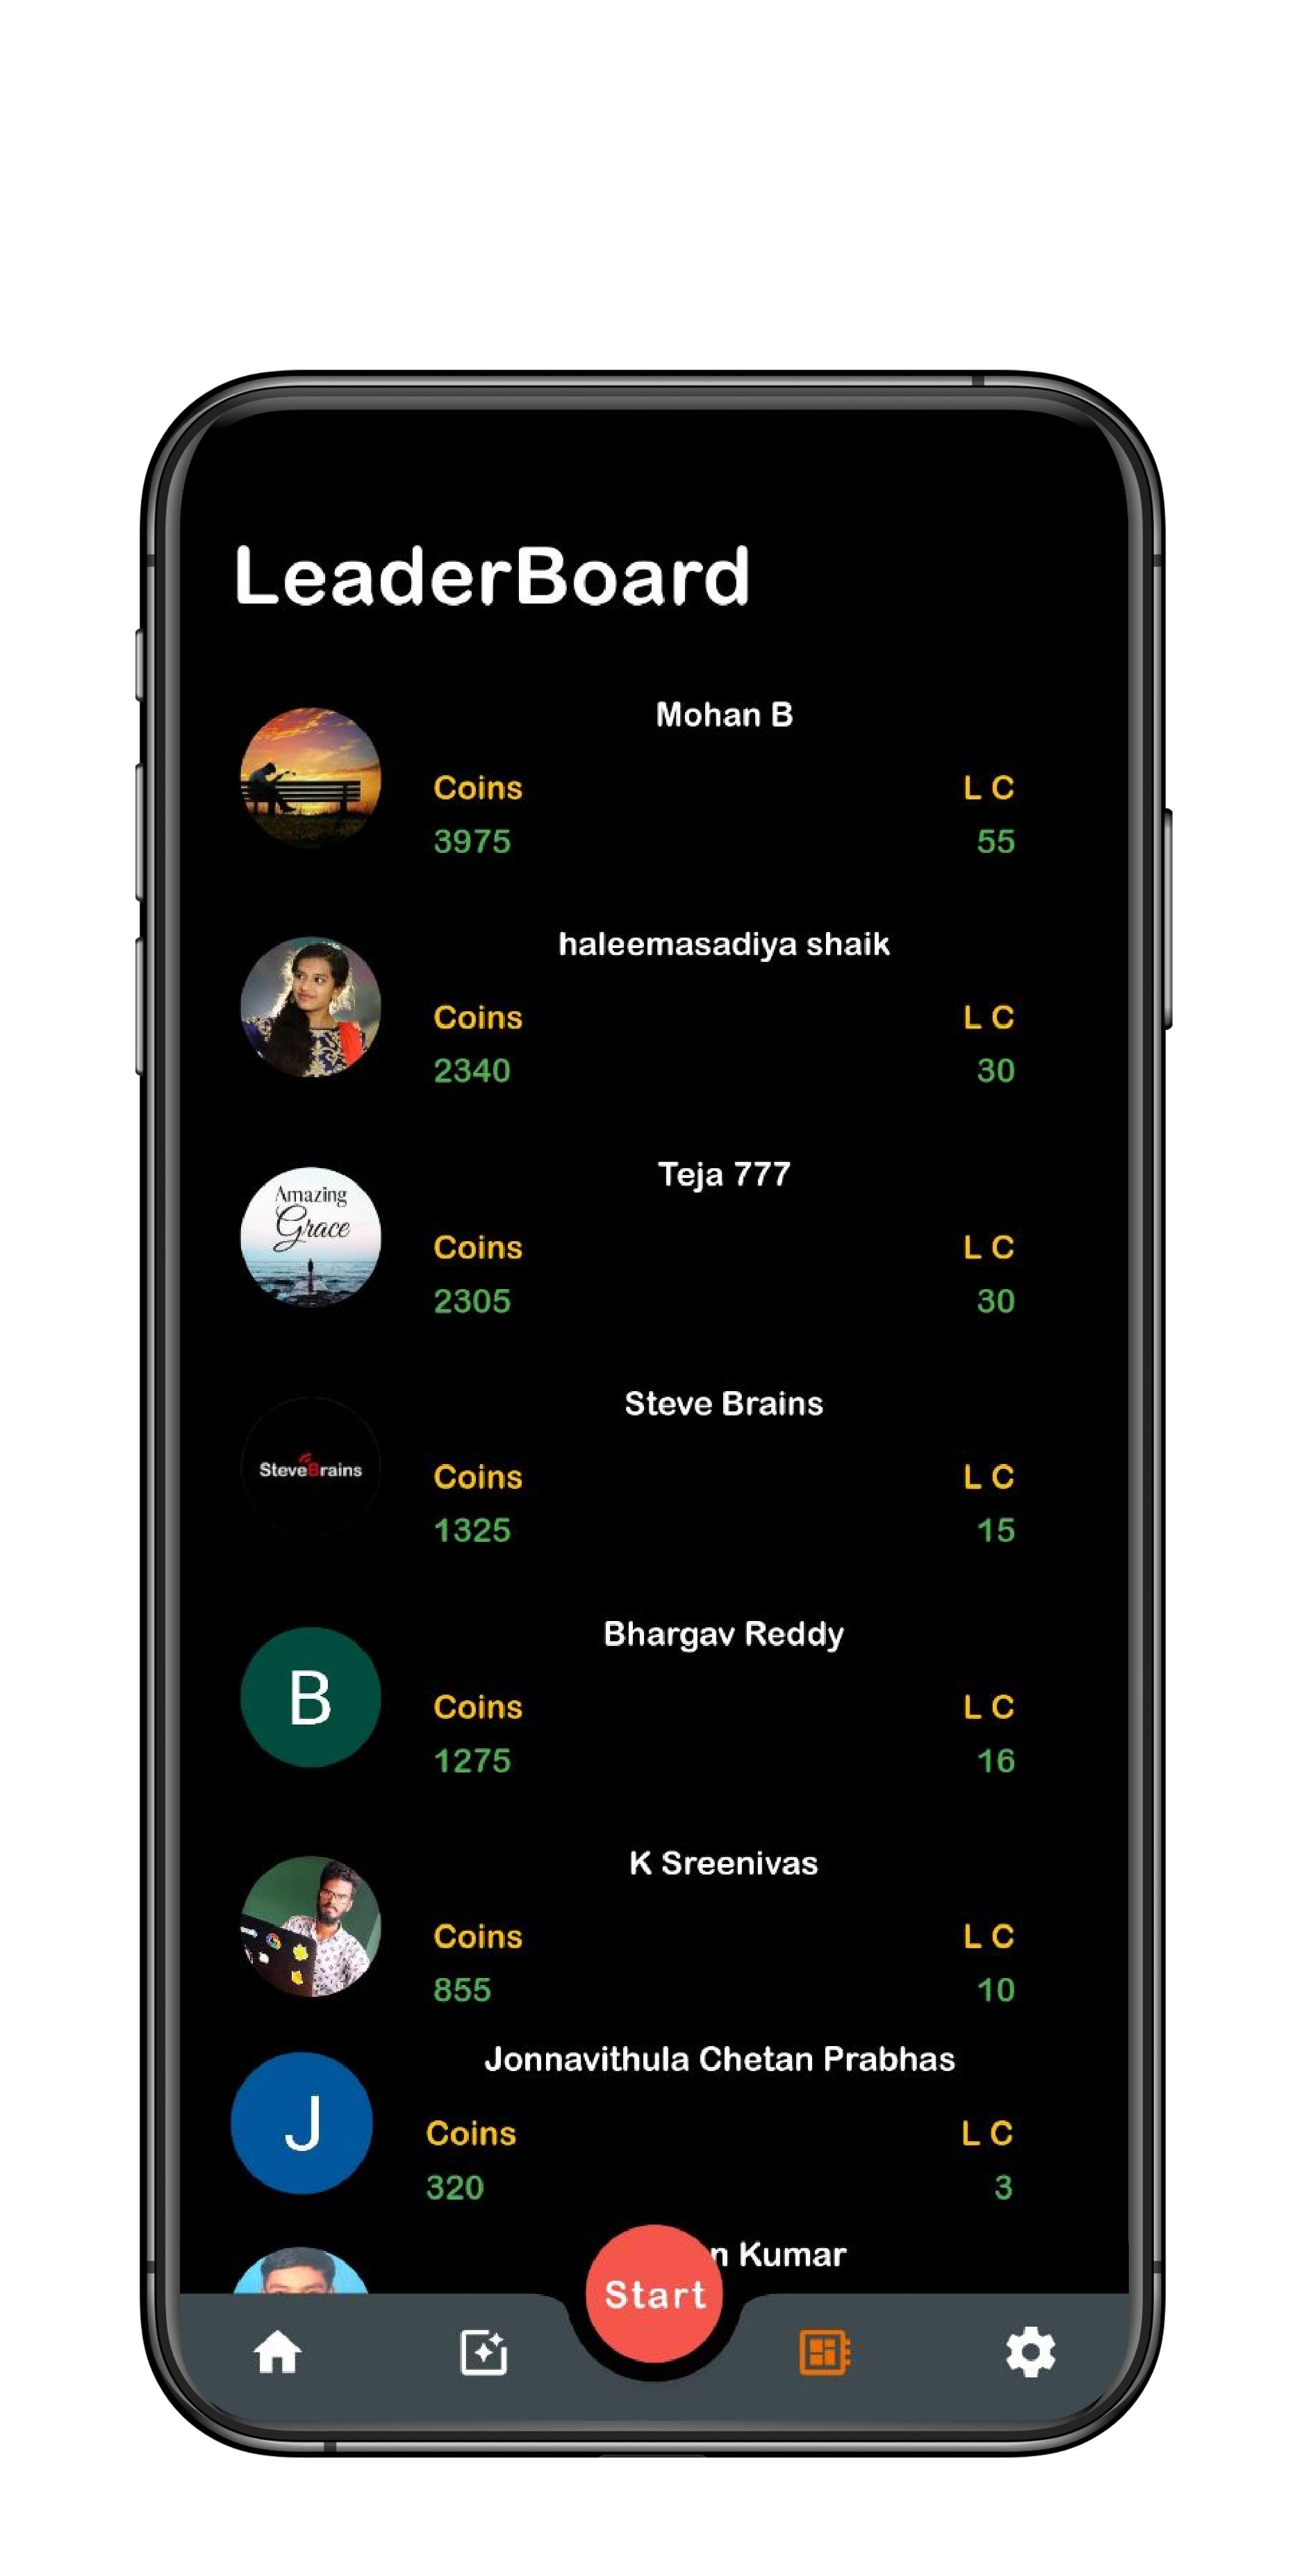 LeaderBoard
Mohan B
Coins L C
3975 55
haleemasadiya shaik
Coins L C
2340 30
Amazing
Grace
Teja 777
Coins L C
2305 30
Steve Brains
SteveBrains
Coins L C
1325 15
Bhargav Reddy
B
Coins L C
1275 16
K Sreenivas
Coins L C
855 10
Jonnavithula Chetan Prabhas
J
Coins L C
320 3
n Kumar
Start